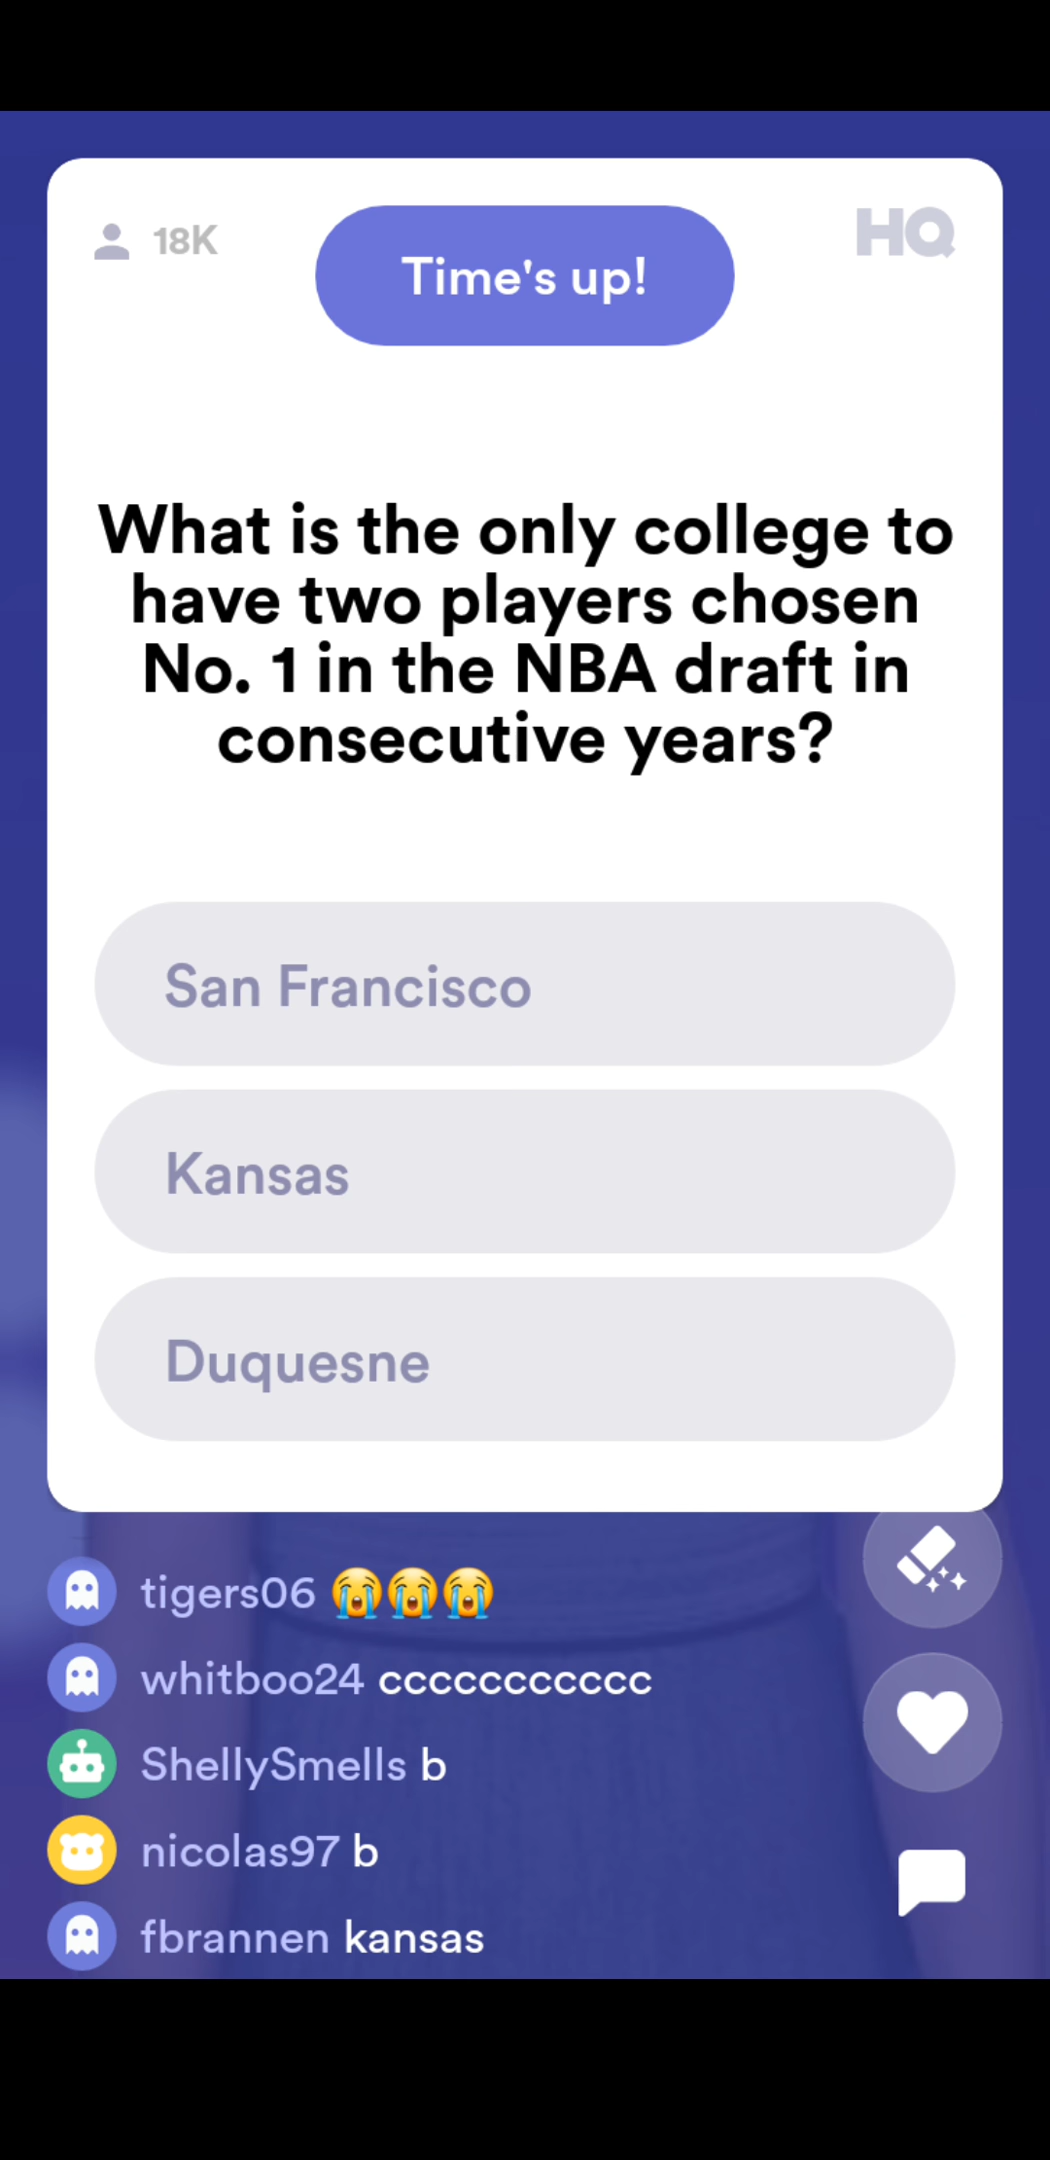 18K
Time's up!
HQ
What is the only college to
have two players chosen
No. 1 in the NBA draft in
consecutive years?
San Francisco
Kansas
Duquesne
tigers06 😭😭😭
whitboo24 ccccccccccc
ShellySmells b
nicolas97 b
fbrannen kansas